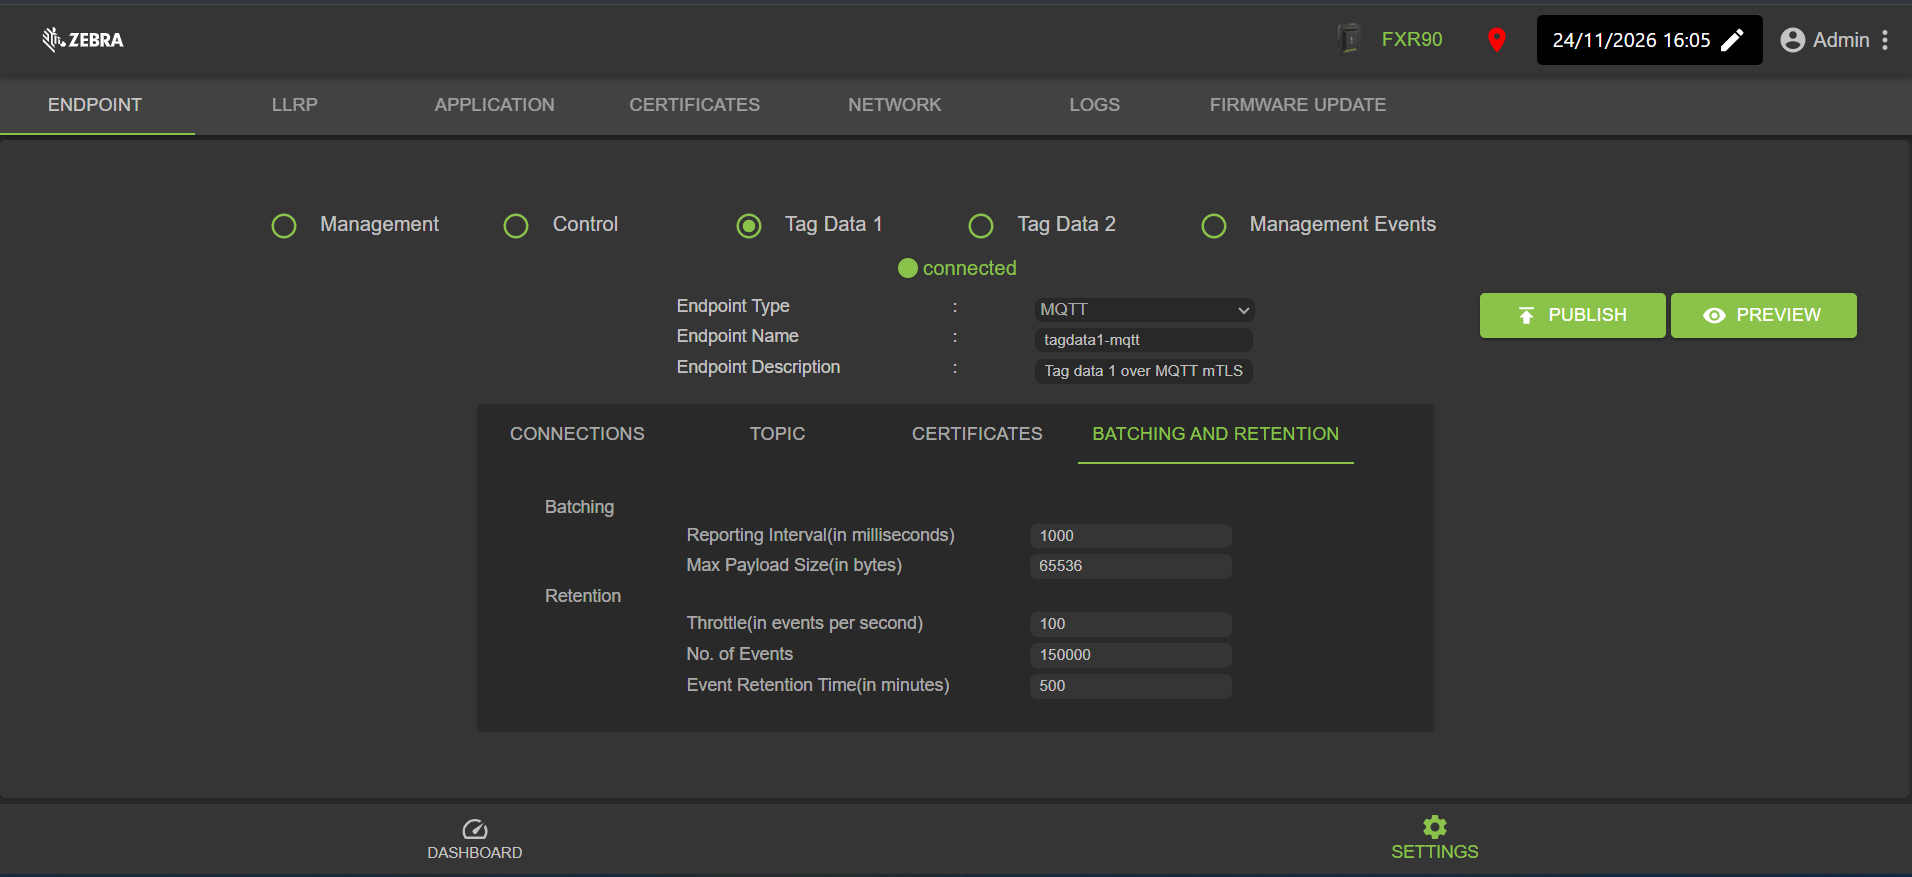 ZEBRA
FXR90
24/11/2026 16:05
Admin
ENDPOINT LLRP APPLICATION CERTIFICATES NETWORK LOGS FIRMWARE UPDATE
Management Control Tag Data 1 Tag Data 2 Management Events
connected
Endpoint Type : MQTT
Endpoint Name : tagdata1-mqtt
Endpoint Description : Tag data 1 over MQTT mTLS
PUBLISH PREVIEW
CONNECTIONS TOPIC CERTIFICATES BATCHING AND RETENTION
Batching
Reporting Interval(in milliseconds) 1000
Max Payload Size(in bytes) 65536
Retention
Throttle(in events per second) 100
No. of Events 150000
Event Retention Time(in minutes) 500
DASHBOARD SETTINGS